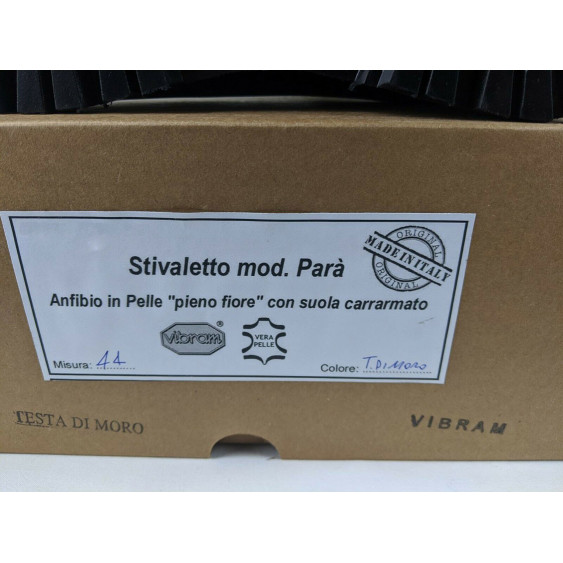 ORIGINAL
MADE IN ITALY
ORIGINAL
Stivaletto mod. Parà
Anfibio in Pelle "pieno fiore" con suola carrarmato
vibram ®
VERA
PELLE
Misura: 44
Colore: T. DI MORO
TESTA DI MORO
VIBRAM